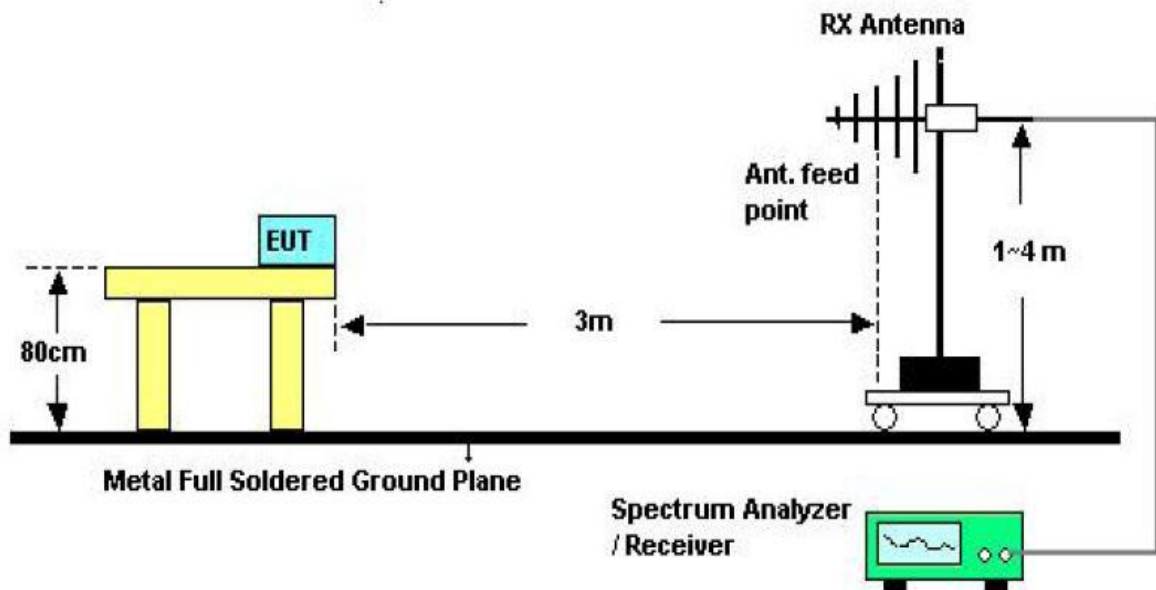 RX Antenna
Ant. feed
point
EUT
1~4 m
3m
80cm
Metal Full Soldered Ground Plane
Spectrum Analyzer
/ Receiver